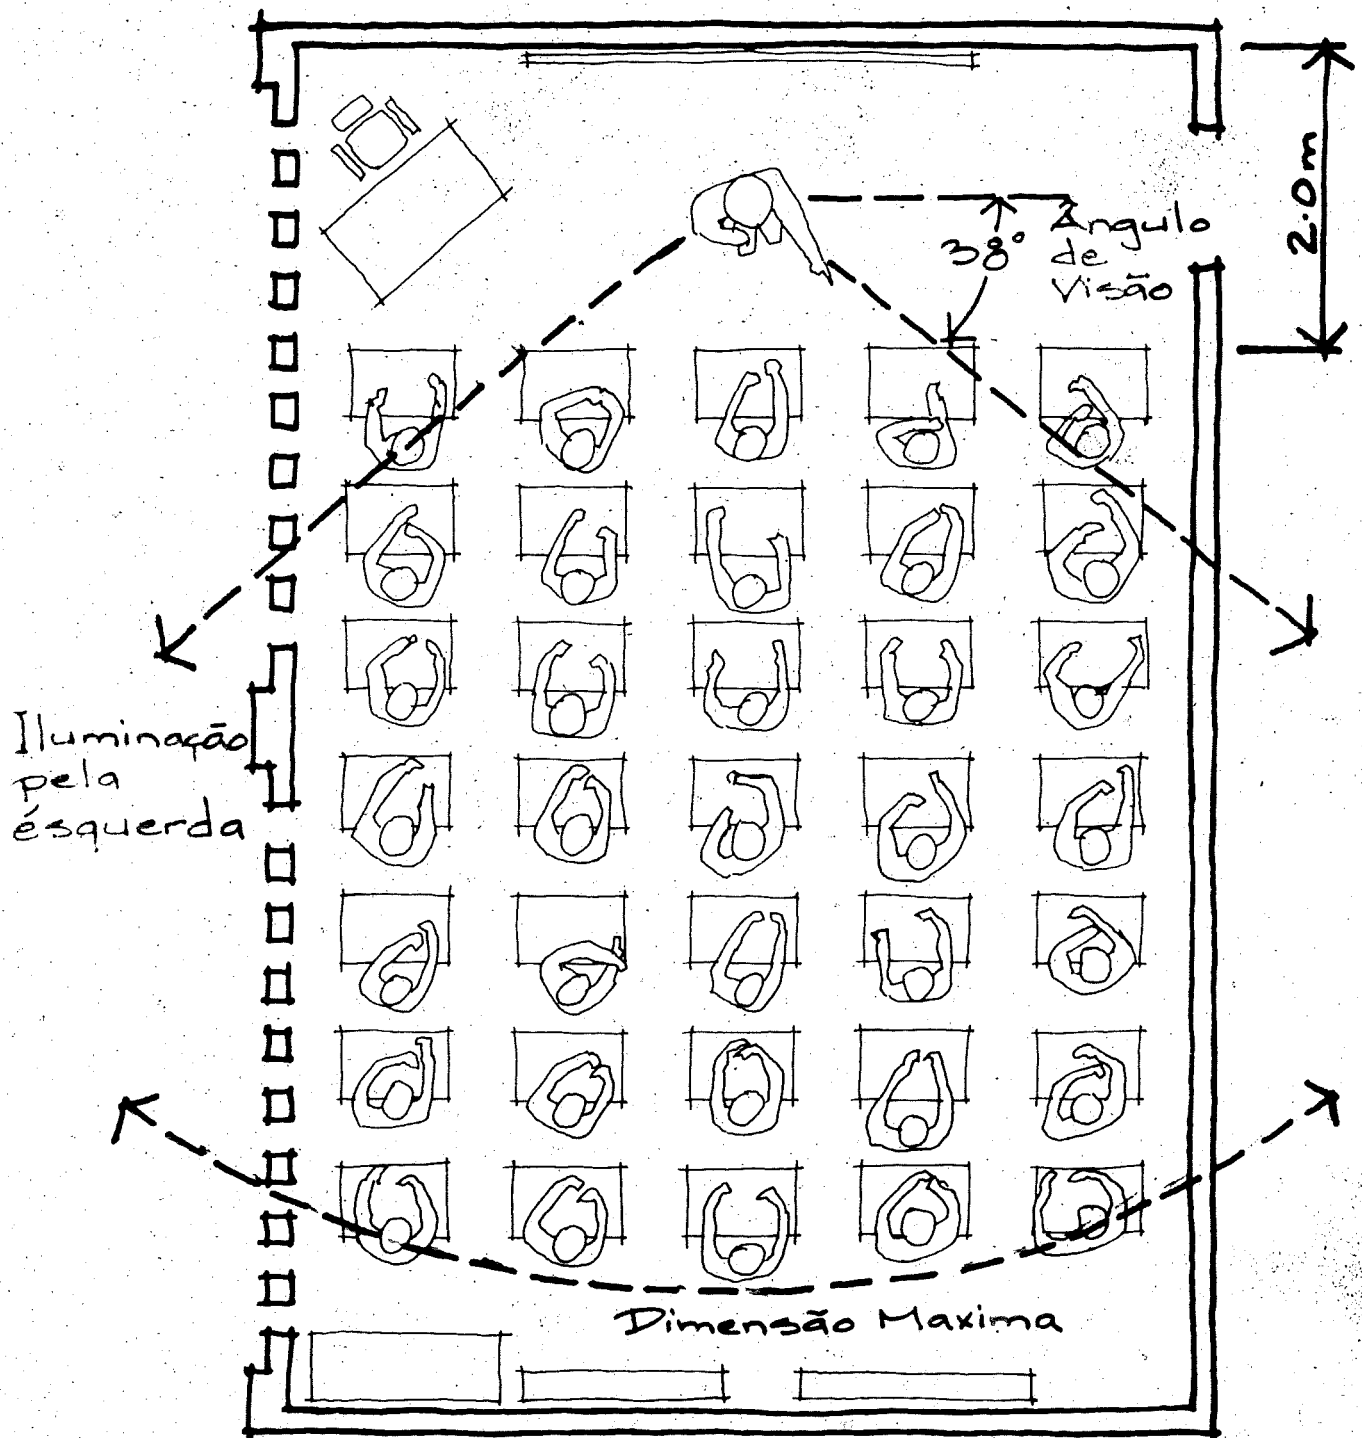 2.0m
38°
Ângulo
de
Visão
Iluminação
pela
ésquerda
Dimensão Maxima